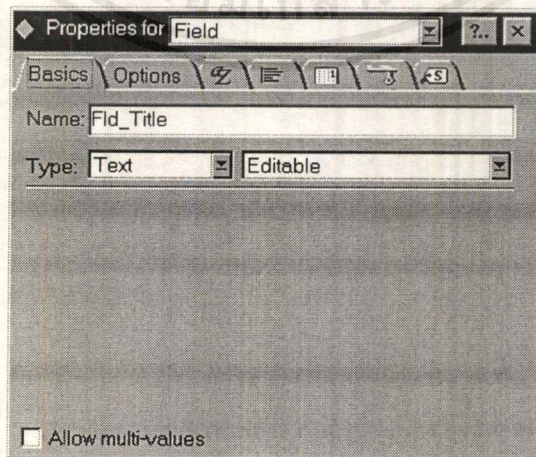 Properties for Field ?.. ×
Basics Options
Name: Fld_Title
Type: Text Editable
Allow multi-values